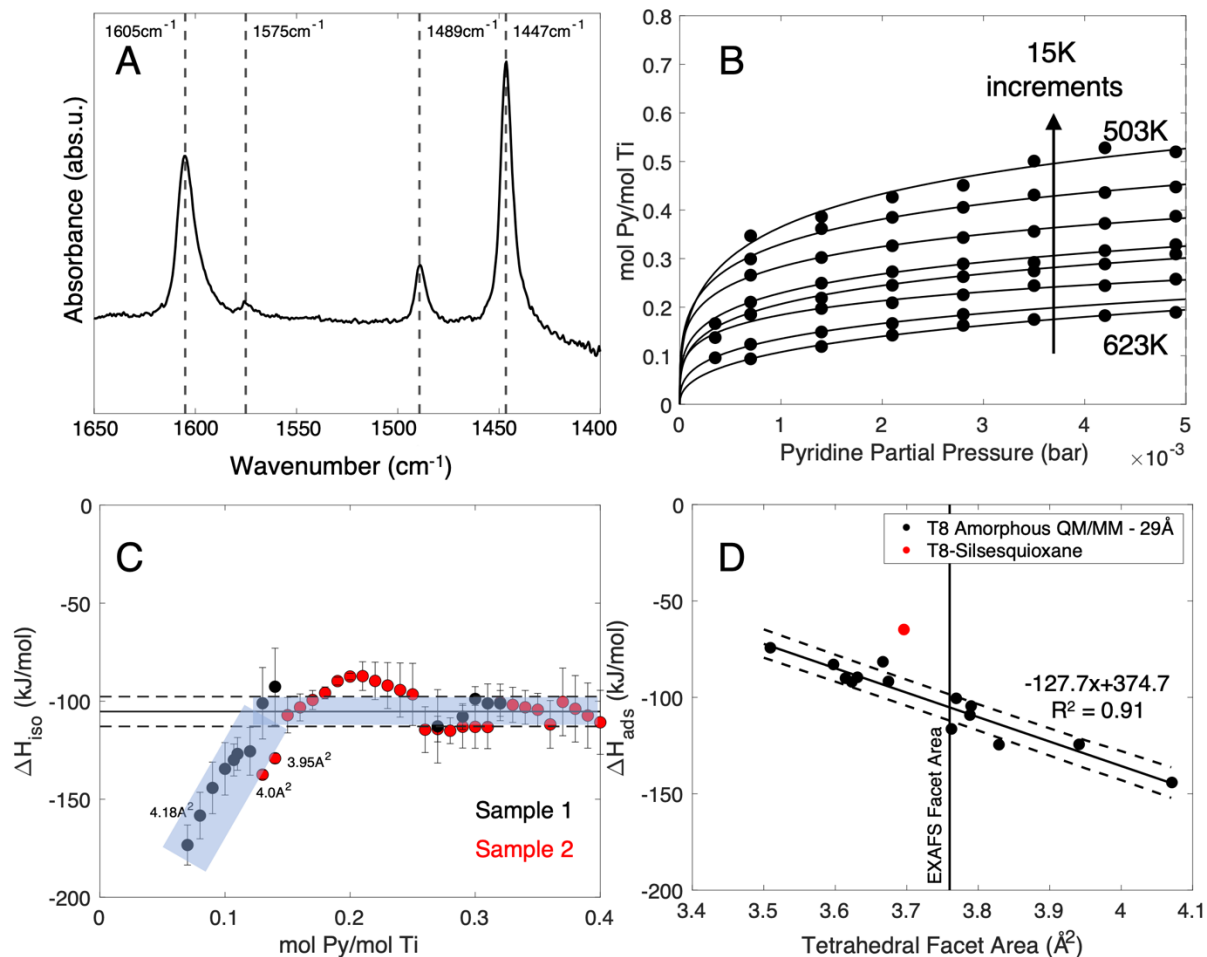 1605cm⁻¹
1575cm⁻¹
1489cm⁻¹
1447cm⁻¹
A
Absorbance (abs.u.)
1650
1600
1550
1500
1450
1400
Wavenumber (cm⁻¹)
B
15K
increments
503K
623K
mol Py/mol Ti
0.8
0.7
0.6
0.5
0.4
0.3
0.2
0.1
0
0
1
2
3
4
5
Pyridine Partial Pressure (bar)
× 10⁻³
C
ΔH_iso (kJ/mol)
0
-50
-100
-150
-200
4.18A²
4.0A²
3.95A²
Sample 1
Sample 2
0
0.1
0.2
0.3
0.4
mol Py/mol Ti
D
T8 Amorphous QM/MM - 29Å
T8-Silsesquioxane
ΔH_ads (kJ/mol)
0
-50
-100
-150
-200
-127.7x+374.7
R² = 0.91
EXAFS Facet Area
3.4
3.5
3.6
3.7
3.8
3.9
4
4.1
Tetrahedral Facet Area (Å²)